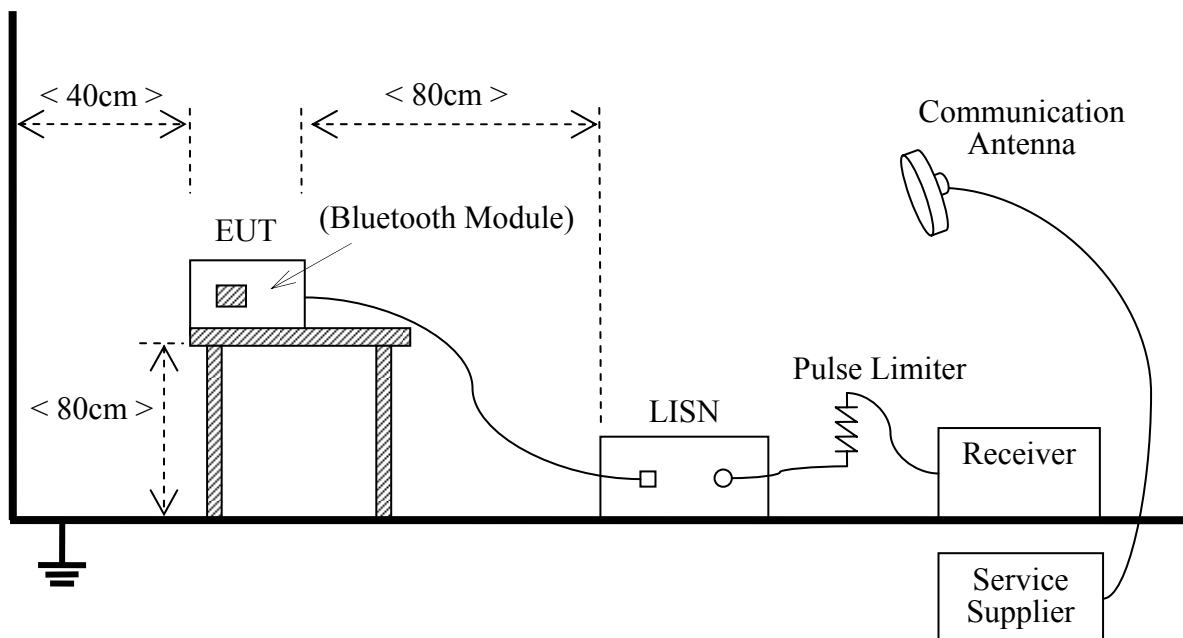 < 40cm >
< 80cm >
Communication
Antenna
(Bluetooth Module)
EUT
Pulse Limiter
< 80cm >
LISN
Receiver
Service
Supplier